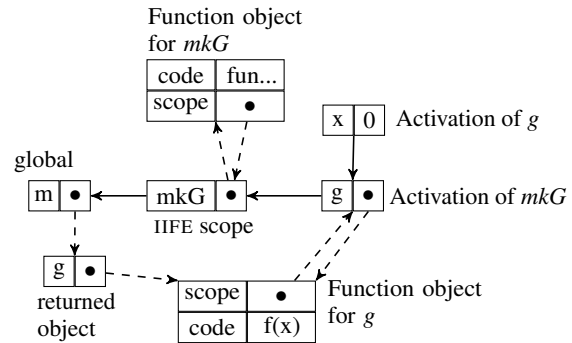 Function object
for mkG
code fun...
scope
x 0 Activation of g
global
m mkG g Activation of mkG
IIFE scope
g
returned
object
scope
code f(x)
Function object
for g